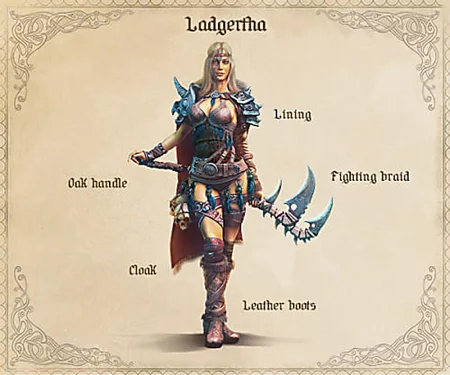 Ladgertha
Lining
Fighting braid
Oak handle
Cloak
Leather boots